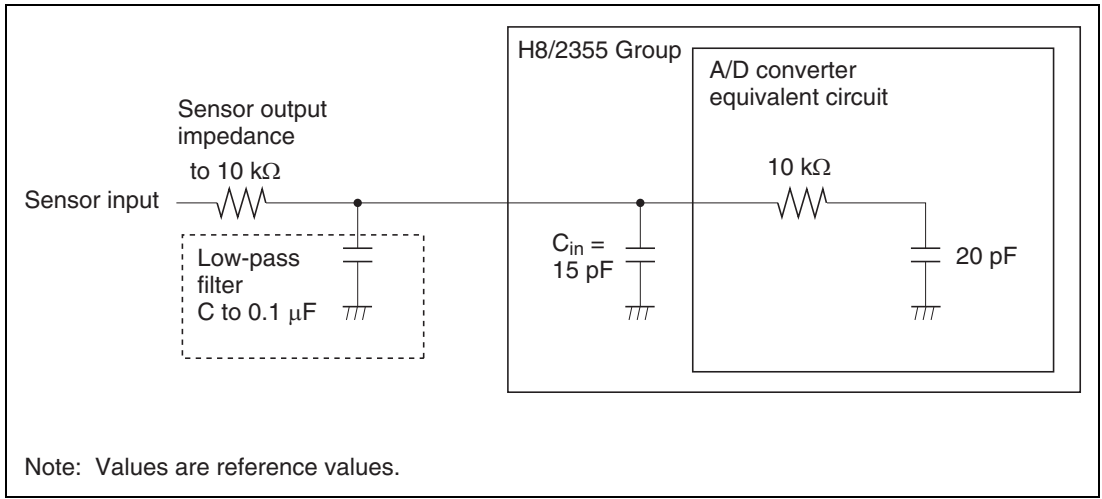 H8/2355 Group
A/D converter
equivalent circuit
Sensor output
impedance
to 10 kΩ
10 kΩ
Sensor input
Low-pass
filter
C to 0.1 μF
Cin =
15 pF
20 pF
Note: Values are reference values.